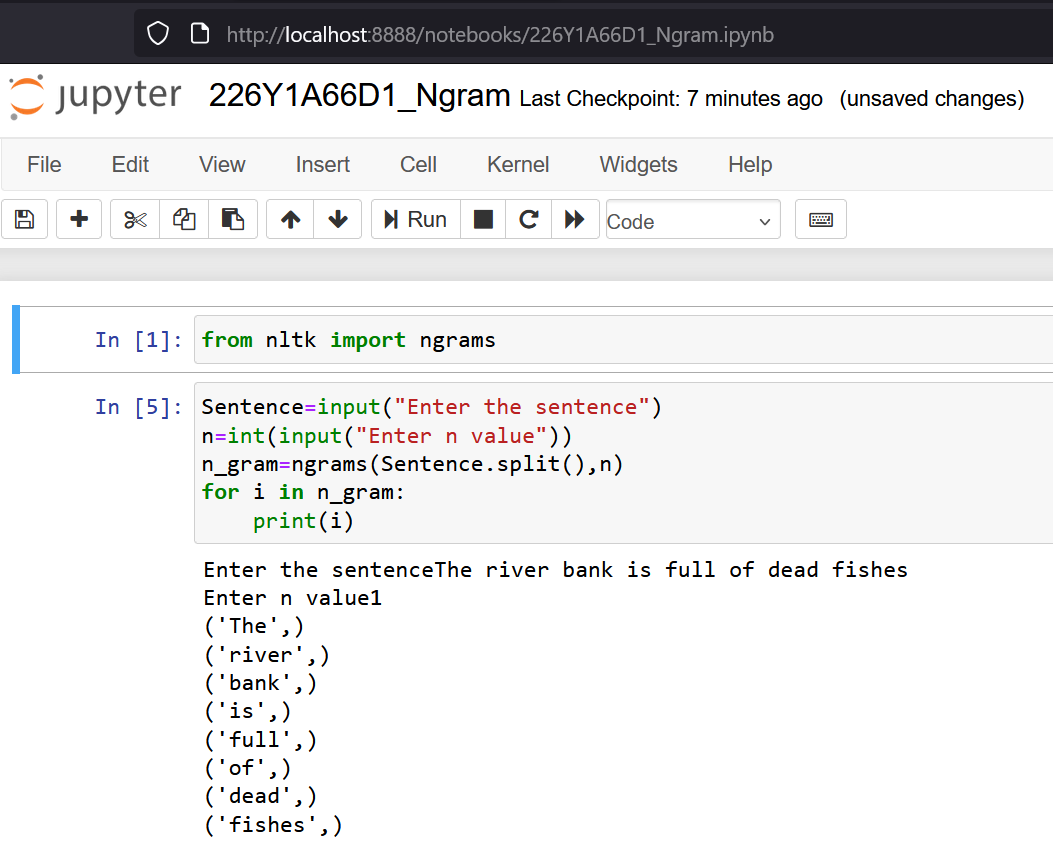 http://localhost:8888/notebooks/226Y1A66D1_Ngram.ipynb
jupyter 226Y1A66D1_Ngram Last Checkpoint: 7 minutes ago (unsaved changes)
File Edit View Insert Cell Kernel Widgets Help
Run Code
In [1]: from nltk import ngrams
In [5]: Sentence=input("Enter the sentence")
n=int(input("Enter n value"))
n_gram=ngrams(Sentence.split(),n)
for i in n_gram:
    print(i)
Enter the sentenceThe river bank is full of dead fishes
Enter n value1
('The',)
('river',)
('bank',)
('is',)
('full',)
('of',)
('dead',)
('fishes',)